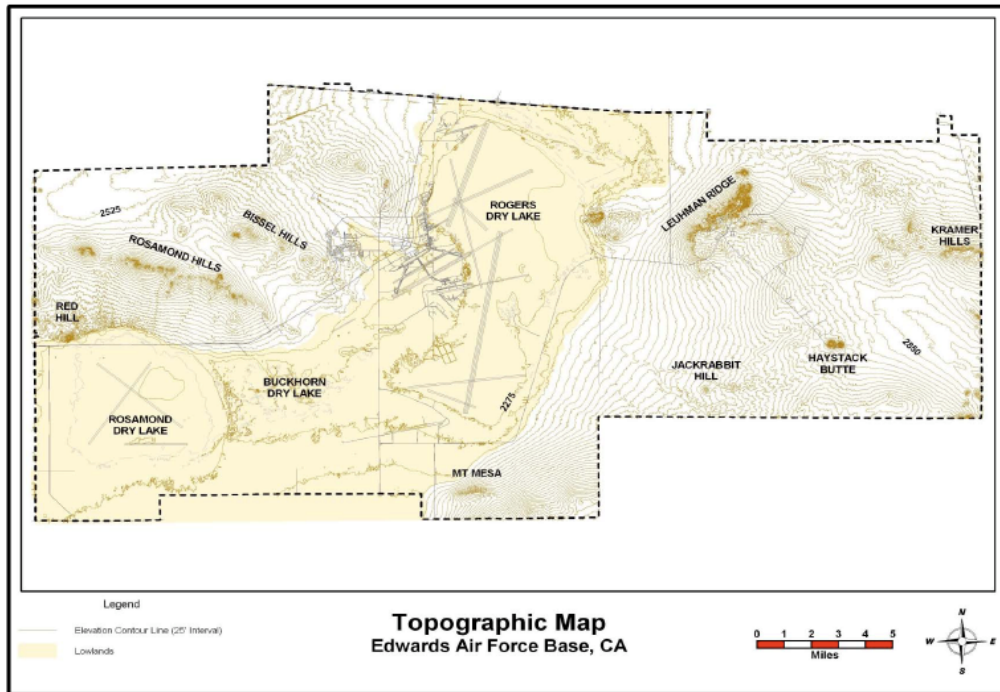 2525
BISSEL HILLS
ROSAMOND HILLS
RED
HILL
ROGERS
DRY LAKE
LEUHMAN RIDGE
KRAMER
HILLS
BUCKHORN
DRY LAKE
ROSAMOND
DRY LAKE
2275
JACKRABBIT
HILL
HAYSTACK
BUTTE
2850
MT MESA
Legend
Elevation Contour Line (25' Interval)
Lowlands
Topographic Map
Edwards Air Force Base, CA
0 1 2 3 4 5
Miles
N
W E
S